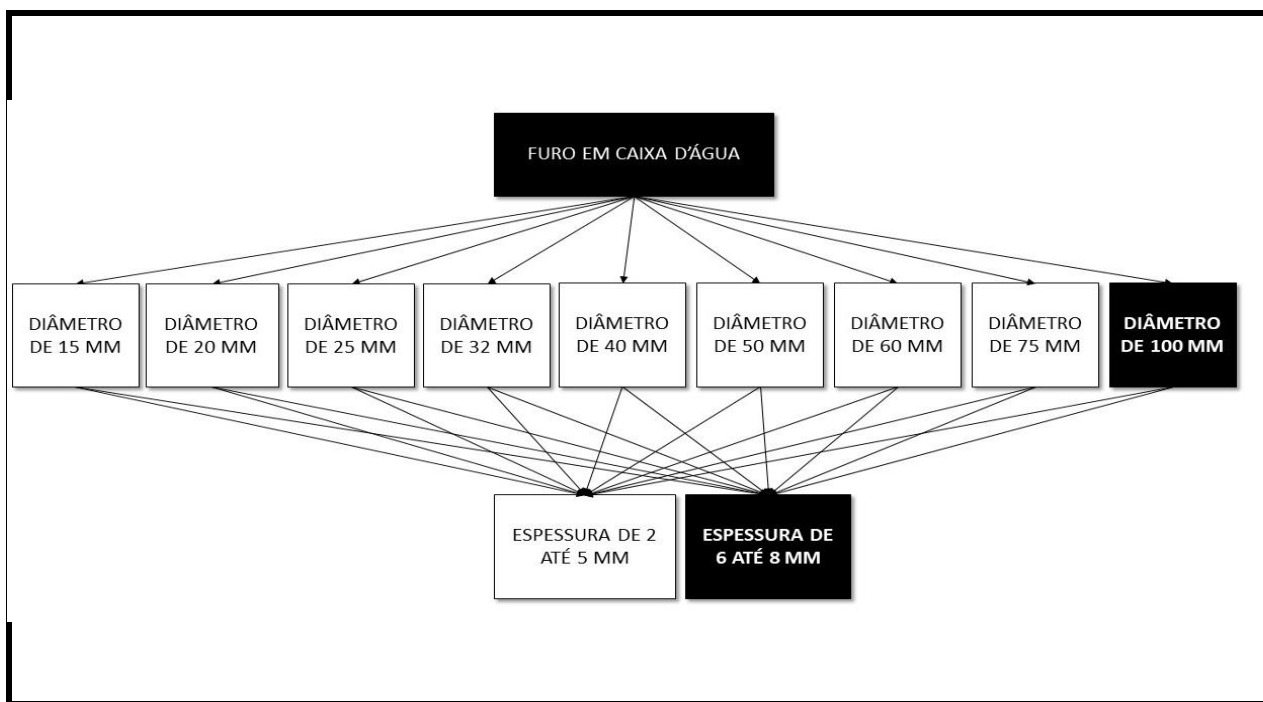 FURO EM CAIXA D'ÁGUA
DIÂMETRO
DE 15 MM
DIÂMETRO
DE 20 MM
DIÂMETRO
DE 25 MM
DIÂMETRO
DE 32 MM
DIÂMETRO
DE 40 MM
DIÂMETRO
DE 50 MM
DIÂMETRO
DE 60 MM
DIÂMETRO
DE 75 MM
DIÂMETRO
DE 100 MM
ESPESSURA DE 2
ATÉ 5 MM
ESPESSURA DE
6 ATÉ 8 MM